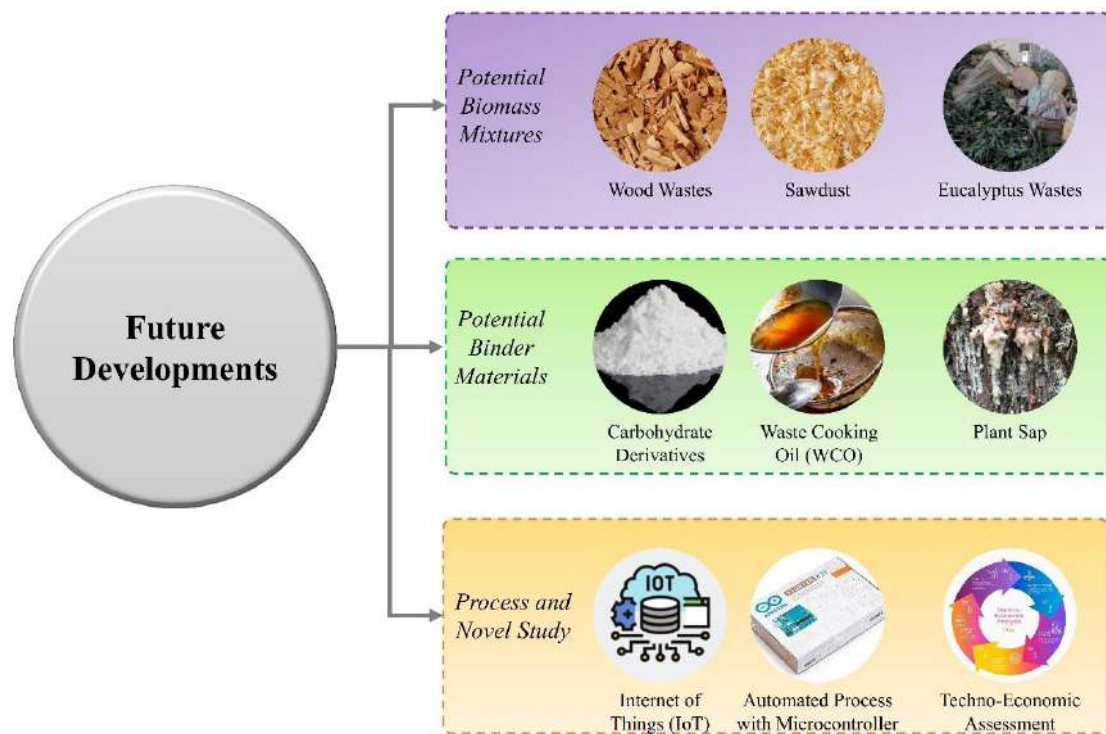 Future
Developments
Potential
Biomass
Mixtures
Wood Wastes
Sawdust
Eucalyptus Wastes
Potential
Binder
Materials
Carbohydrate
Derivatives
Waste Cooking
Oil (WCO)
Plant Sap
Process and
Novel Study
IOT
Internet of
Things (IoT)
Automated Process
with Microcontroller
Techno-Economic
Assessment